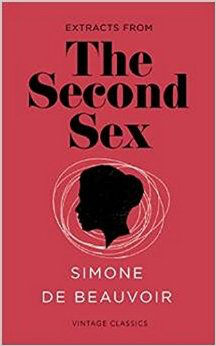 EXTRACTS FROM
The
Second
Sex
SIMONE
DE BEAUVOIR
VINTAGE CLASSICS